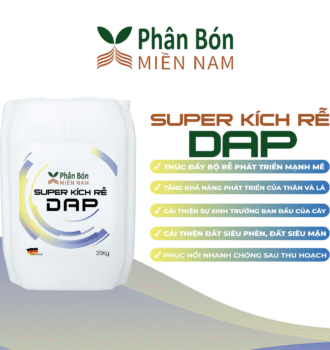 Phân Bón
MIỀN NAM
SUPER KÍCH RỄ
DAP
THÚC ĐẨY BỘ RỄ PHÁT TRIỂN MẠNH MẼ
TĂNG KHẢ NĂNG PHÁT TRIỂN CỦA THÂN VÀ LÁ
CẢI THIỆN SỰ SINH TRƯỞNG BAN ĐẦU CỦA CÂY
CẢI THIỆN ĐẤT SIÊU PHÈN, ĐẤT SIÊU MẶN
PHỤC HỒI NHANH CHÓNG SAU THU HOẠCH
Phân Bón
MIỀN NAM
SUPER KÍCH RỄ
DAP